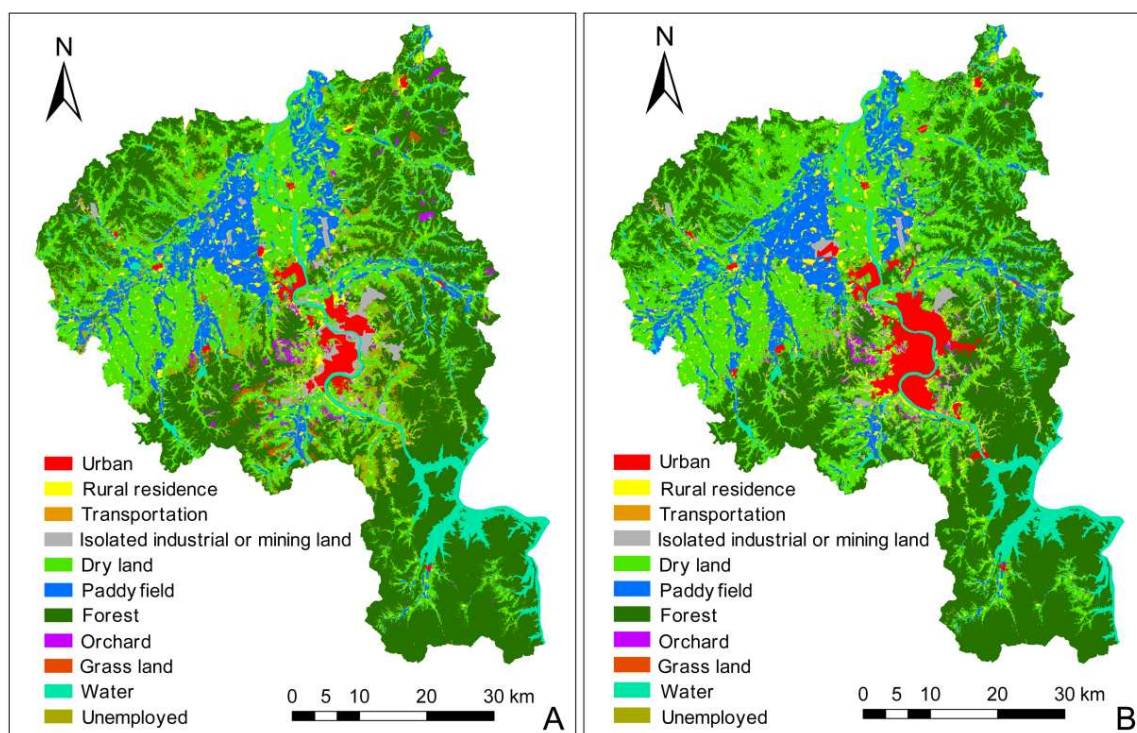 N
Urban
Rural residence
Transportation
Isolated industrial or mining land
Dry land
Paddy field
Forest
Orchard
Grass land
Water
Unemployed
0 5 10 20 30 km
A
N
Urban
Rural residence
Transportation
Isolated industrial or mining land
Dry land
Paddy field
Forest
Orchard
Grass land
Water
Unemployed
0 5 10 20 30 km
B